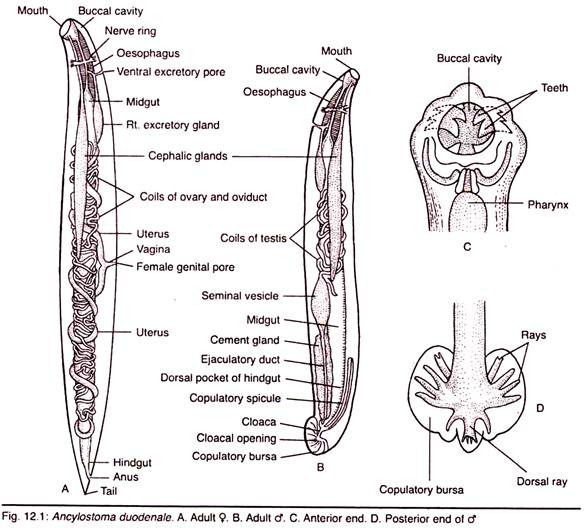 Mouth
Buccal cavity
Nerve ring
Oesophagus
Ventral excretory pore
Midgut
Rt. excretory gland
Cephalic glands
Coils of ovary and oviduct
Uterus
Vagina
Female genital pore
Uterus
Hindgut
Anus
Tail
A
Mouth
Buccal cavity
Oesophagus
Coils of testis
Seminal vesicle
Midgut
Cement gland
Ejaculatory duct
Dorsal pocket of hindgut
Copulatory spicule
Cloaca
Cloacal opening
Copulatory bursa
B
Buccal cavity
Teeth
Pharynx
C
Rays
D
Dorsal ray
Copulatory bursa
Fig. 12.1: Ancylostoma duodenale. A. Adult ♀. B. Adult ♂. C. Anterior end. D. Posterior end of ♂